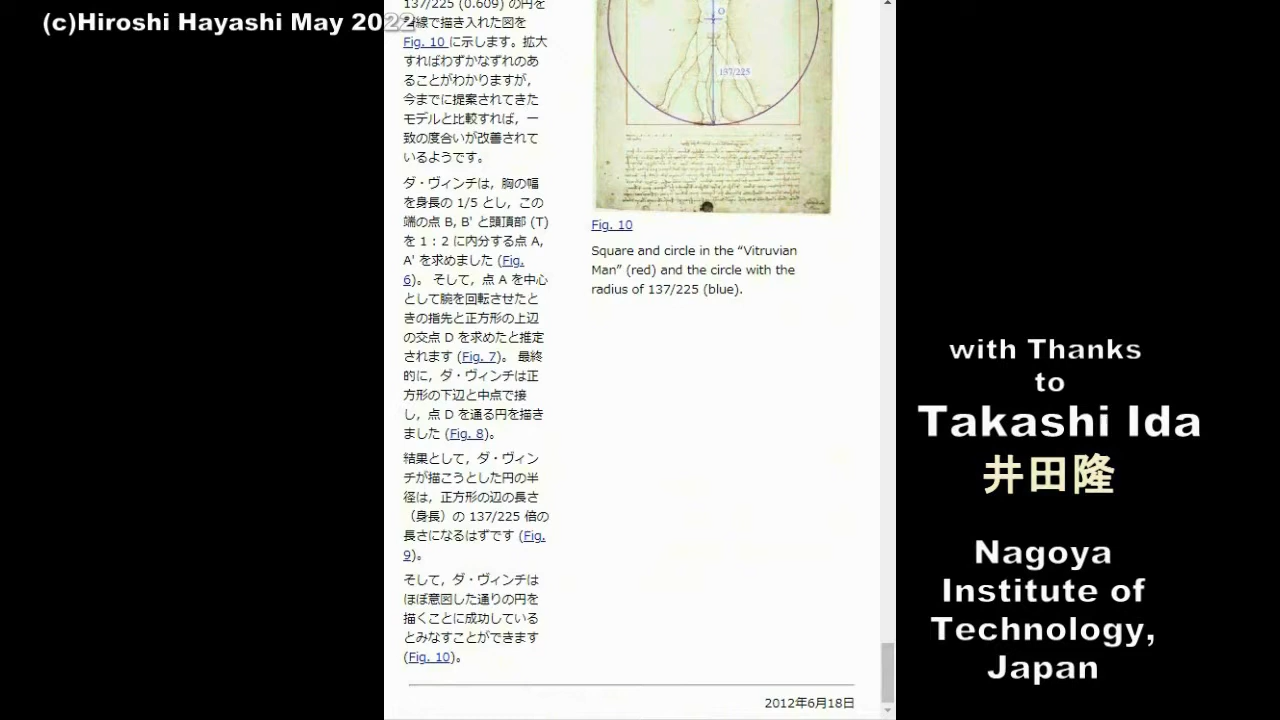 (c)Hiroshi Hayashi May 2022
137/225 (0.609) の円を
線で描き入れた図を
Fig. 10 に示します。拡大
すればわずかなずれのあ
ることがわかりますが，
今までに提案されてきた
モデルと比較すれば，一
致の度合いが改善されて
いるようです。
ダ・ヴィンチは，胸の幅
を身長の 1/5 とし，この
端の点 B, B' と頭頂部 (T)
を 1 : 2 に内分する点 A,
A' を求めました (Fig.
6)。 そして，点 A を中心
として腕を回転させたと
きの指先と正方形の上辺
の交点 D を求めたと推定
されます (Fig. 7)。 最終
的に，ダ・ヴィンチは正
方形の下辺と中点で接
し，点 D を通る円を描き
ました (Fig. 8)。
結果として，ダ・ヴィン
チが描こうとした円の半
径は，正方形の辺の長さ
（身長）の 137/225 倍の
長さになるはずです (Fig.
9)。
そして，ダ・ヴィンチは
ほぼ意図した通りの円を
描くことに成功している
とみなすことができます
(Fig. 10)。
O
137/225
Fig. 10
Square and circle in the “Vitruvian
Man” (red) and the circle with the
radius of 137/225 (blue).
2012年6月18日
with Thanks
to
Takashi Ida
井田隆
Nagoya
Institute of
Technology,
Japan